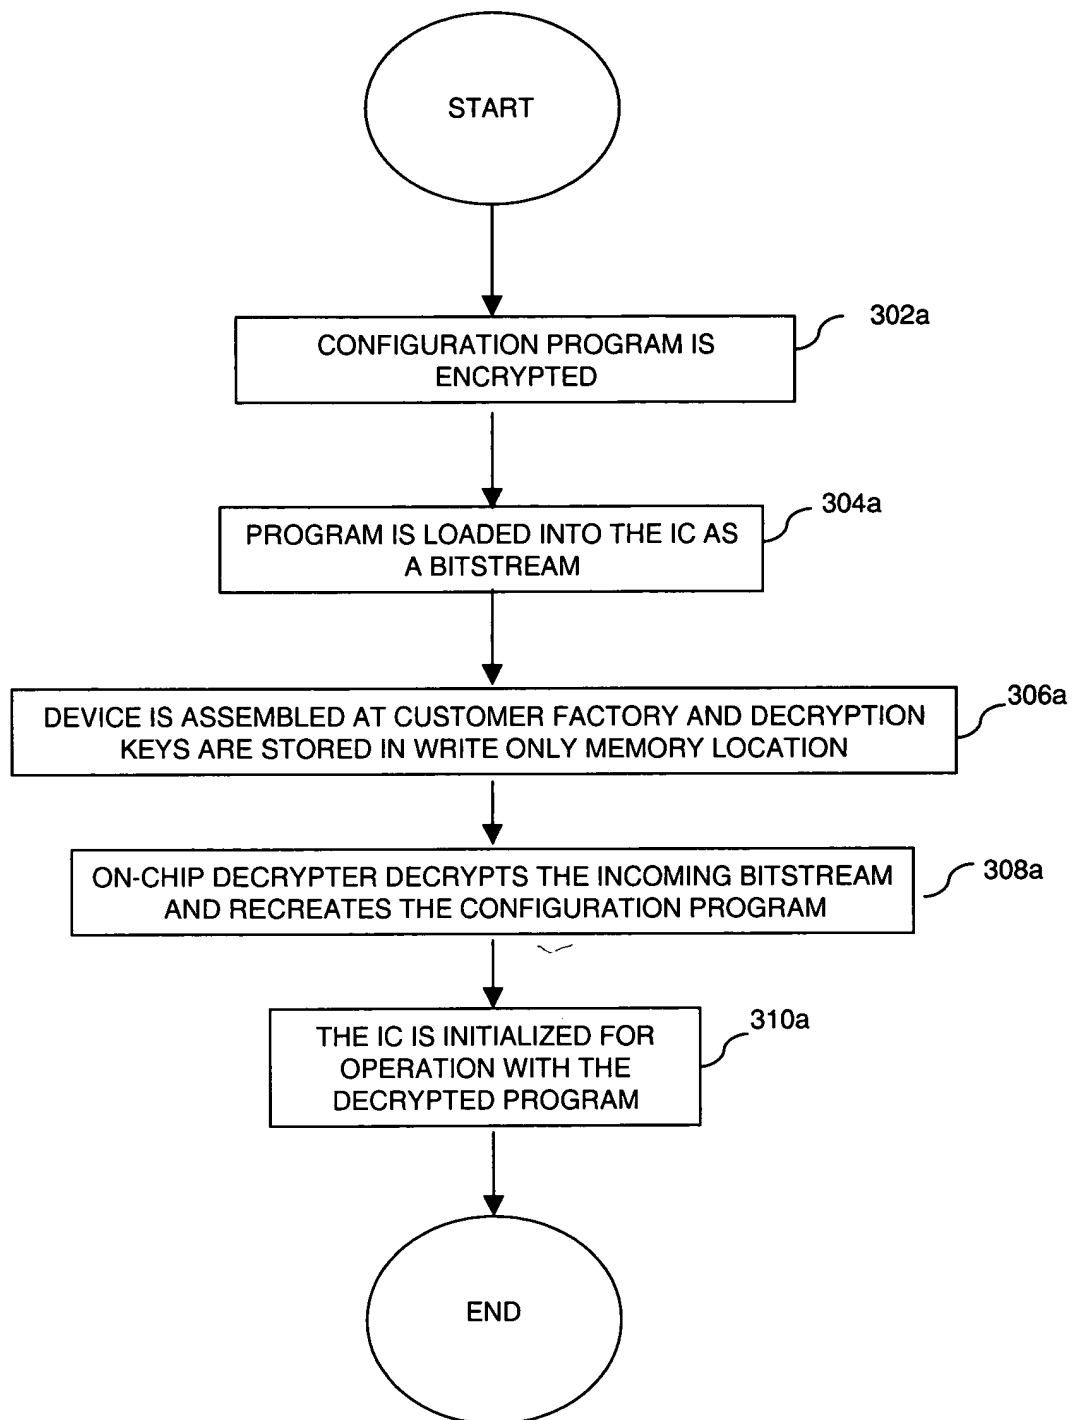 START
302a
CONFIGURATION PROGRAM IS
ENCRYPTED
304a
PROGRAM IS LOADED INTO THE IC AS
A BITSTREAM
306a
DEVICE IS ASSEMBLED AT CUSTOMER FACTORY AND DECRYPTION
KEYS ARE STORED IN WRITE ONLY MEMORY LOCATION
308a
ON-CHIP DECRYPTER DECRYPTS THE INCOMING BITSTREAM
AND RECREATES THE CONFIGURATION PROGRAM
310a
THE IC IS INITIALIZED FOR
OPERATION WITH THE
DECRYPTED PROGRAM
END